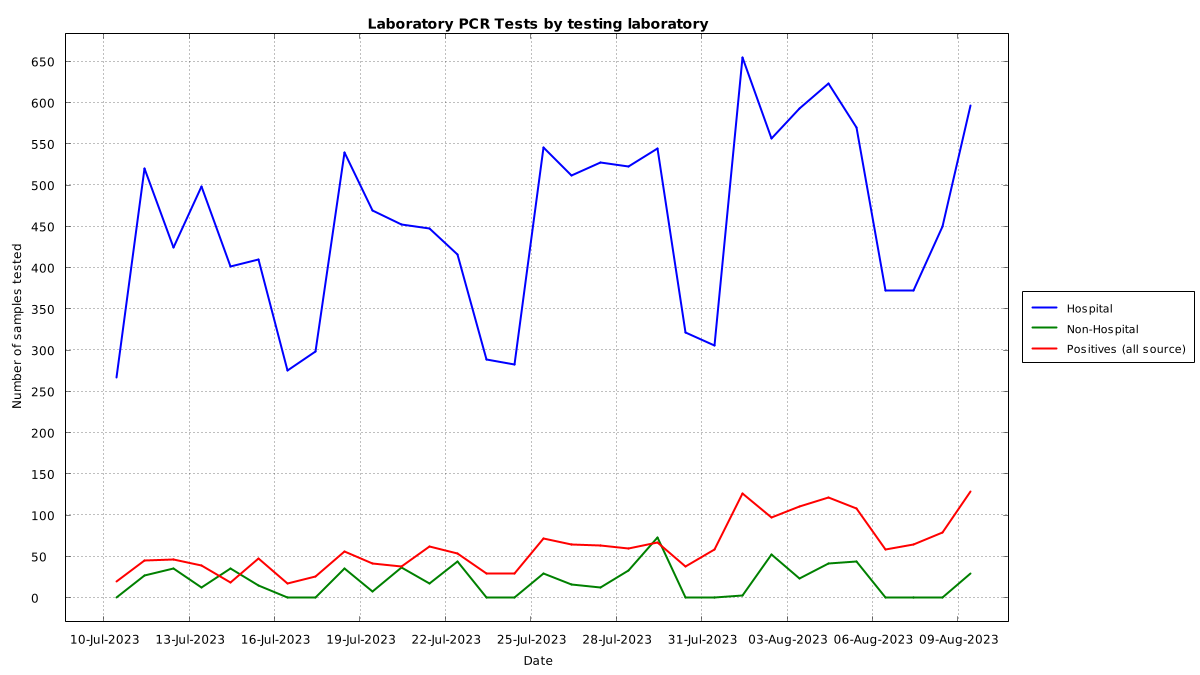 Laboratory PCR Tests by testing laboratory
650
600
550
500
450
400
350
300
250
200
150
100
50
0
Number of samples tested
10-Jul-2023 13-Jul-2023 16-Jul-2023 19-Jul-2023 22-Jul-2023 25-Jul-2023 28-Jul-2023 31-Jul-2023 03-Aug-2023 06-Aug-2023 09-Aug-2023
Date
Hospital
Non-Hospital
Positives (all source)